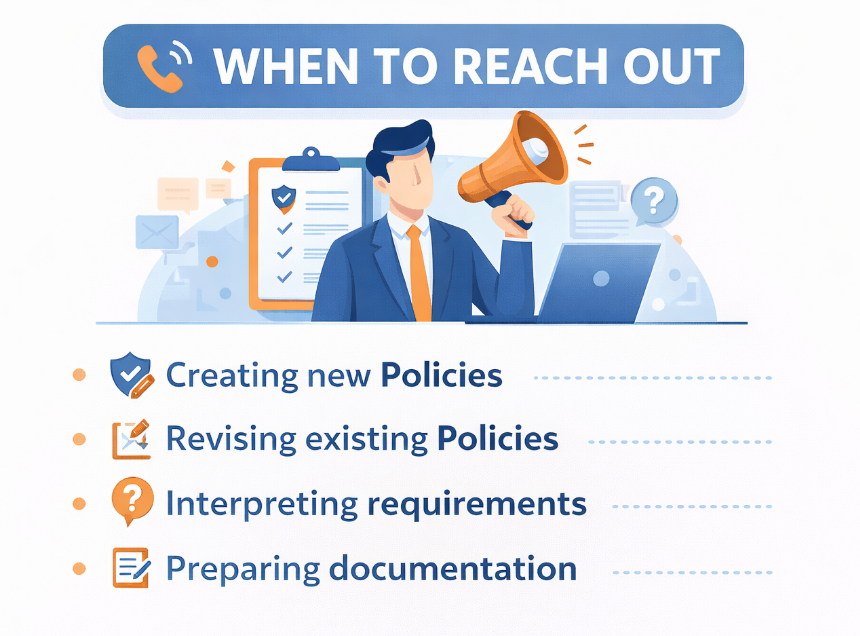 WHEN TO REACH OUT
?
Creating new Policies
Revising existing Policies
? Interpreting requirements
Preparing documentation